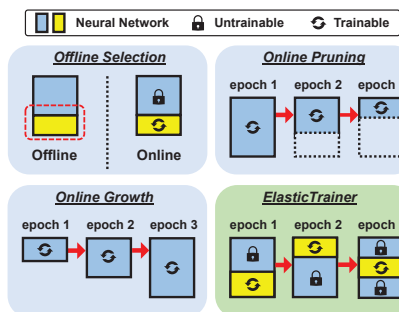 Neural Network Untrainable Trainable
Offline Selection
Offline Online
Online Pruning
epoch 1 epoch 2 epoch
Online Growth
epoch 1 epoch 2 epoch 3
ElasticTrainer
epoch 1 epoch 2 epoch